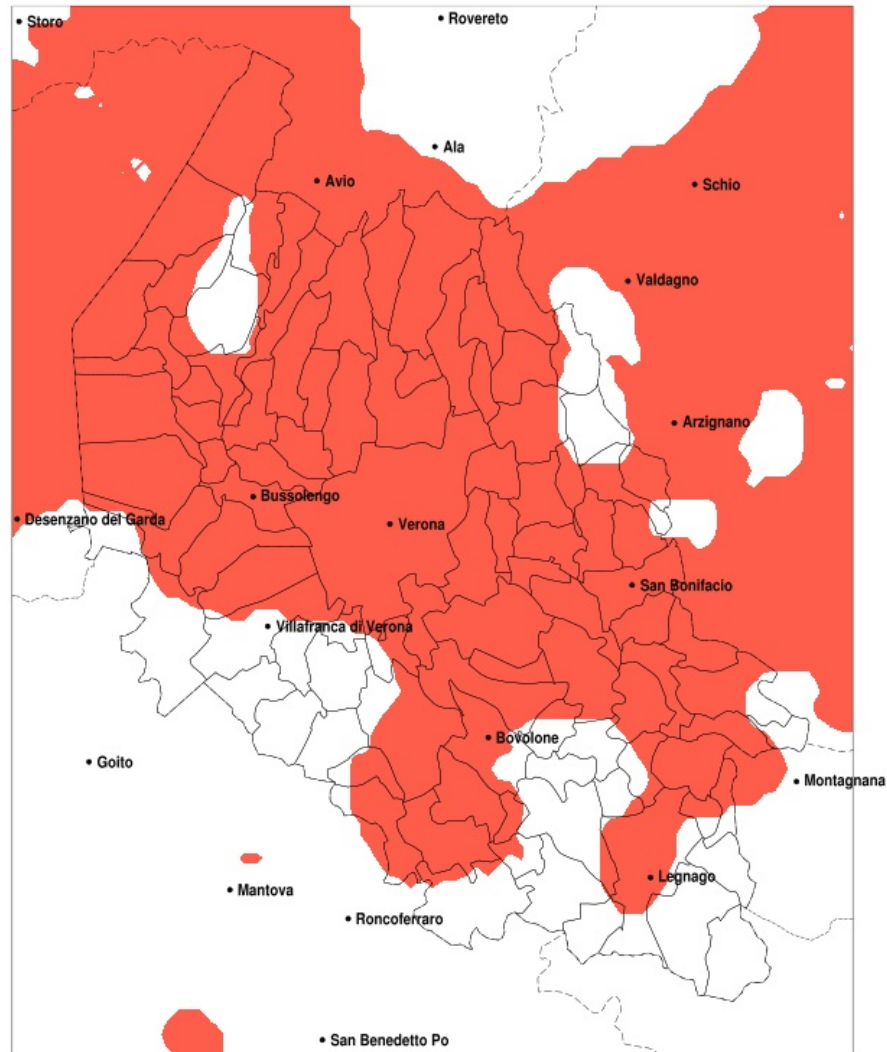 Storo
Rovereto
Ala
Avio
Schio
Valdagno
Arzignano
Bussolengo
Desenzano del Garda
Verona
San Bonifacio
Villafranca di Verona
Bovolone
Goito
Montagnana
Legnago
Mantova
Roncoferraro
San Benedetto Po